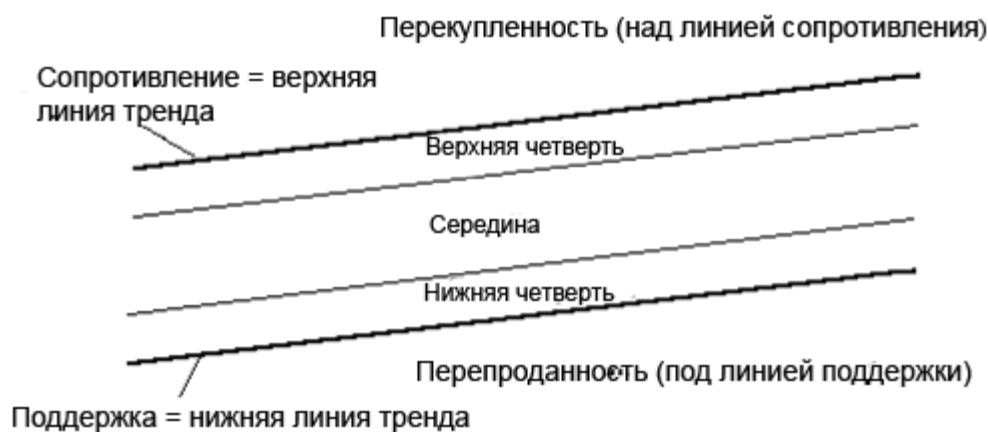 Перекупленность (над линией сопротивления)
Сопротивление = верхняя
линия тренда
Верхняя четверть
Середина
Нижняя четверть
Перепроданность (под линией поддержки)
Поддержка = нижняя линия тренда